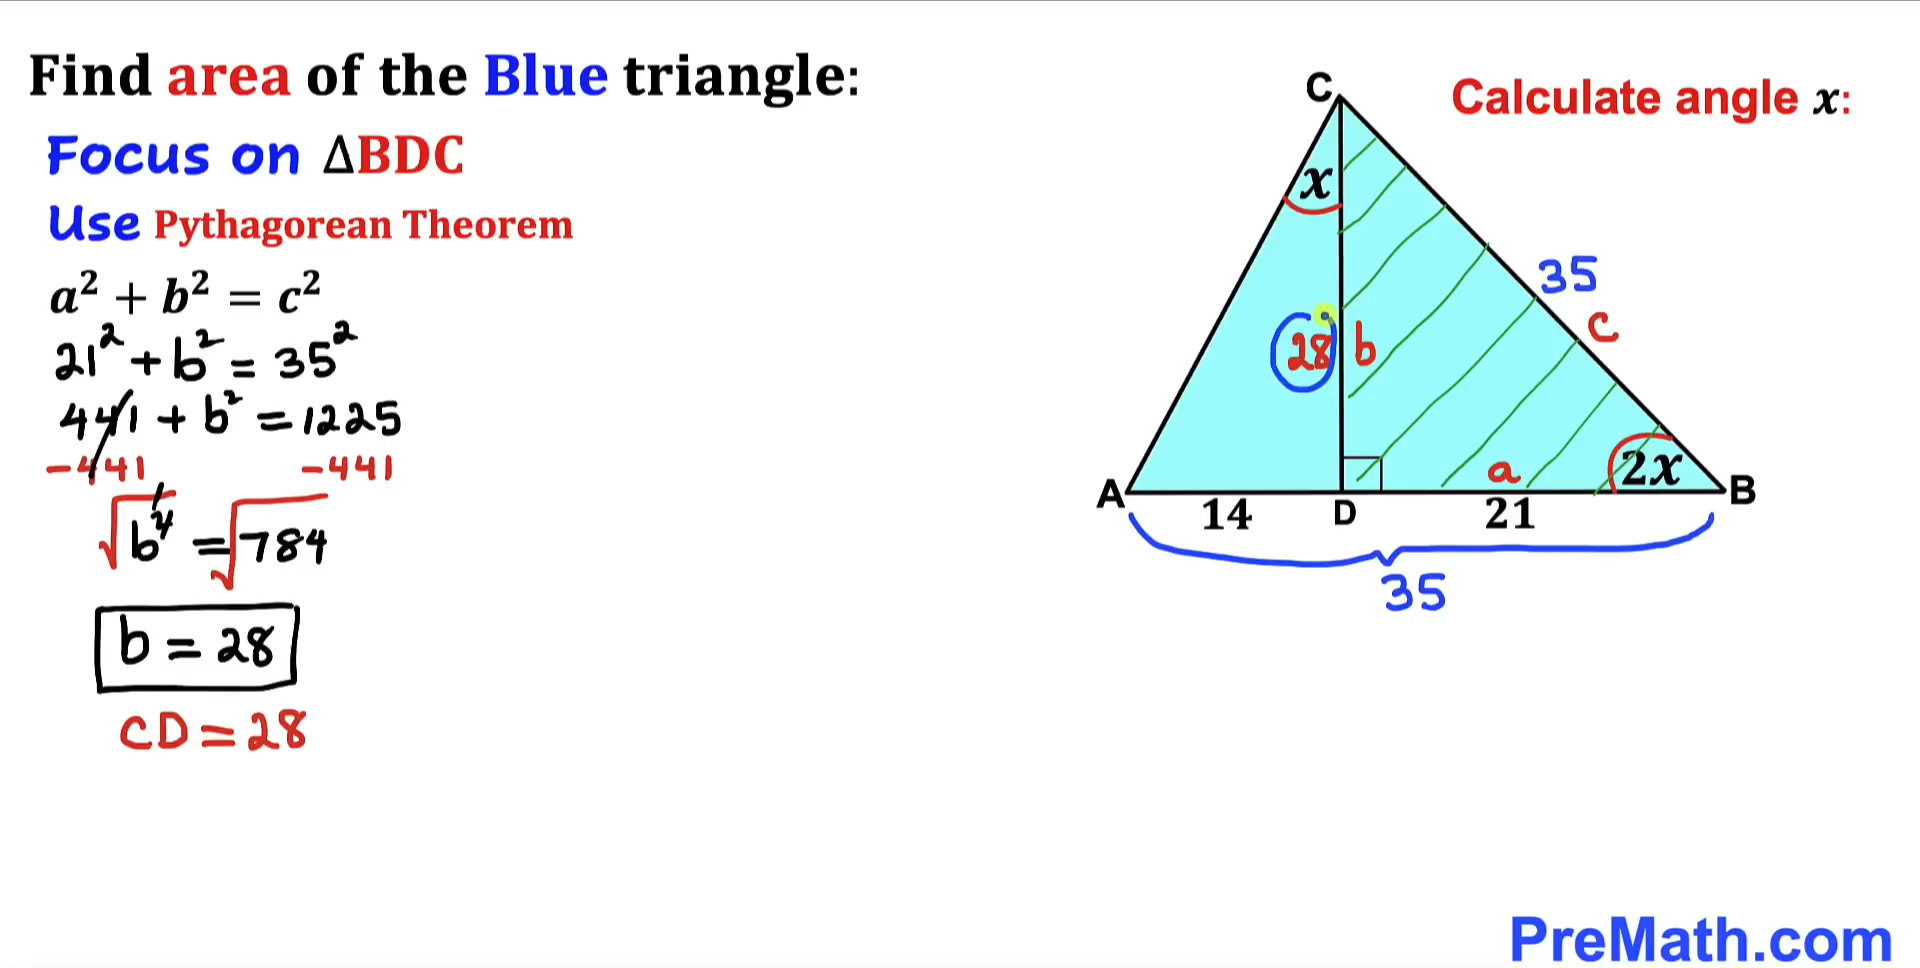 Find area of the Blue triangle:
Focus on ΔBDC
Use Pythagorean Theorem
a² + b² = c²
21² + b² = 35²
441 + b² = 1225
-441 -441
√b² = √784
b = 28
CD = 28
Calculate angle x:
C
x
35
c
28 b
2x
a
A
B
14
D
21
35
PreMath.com